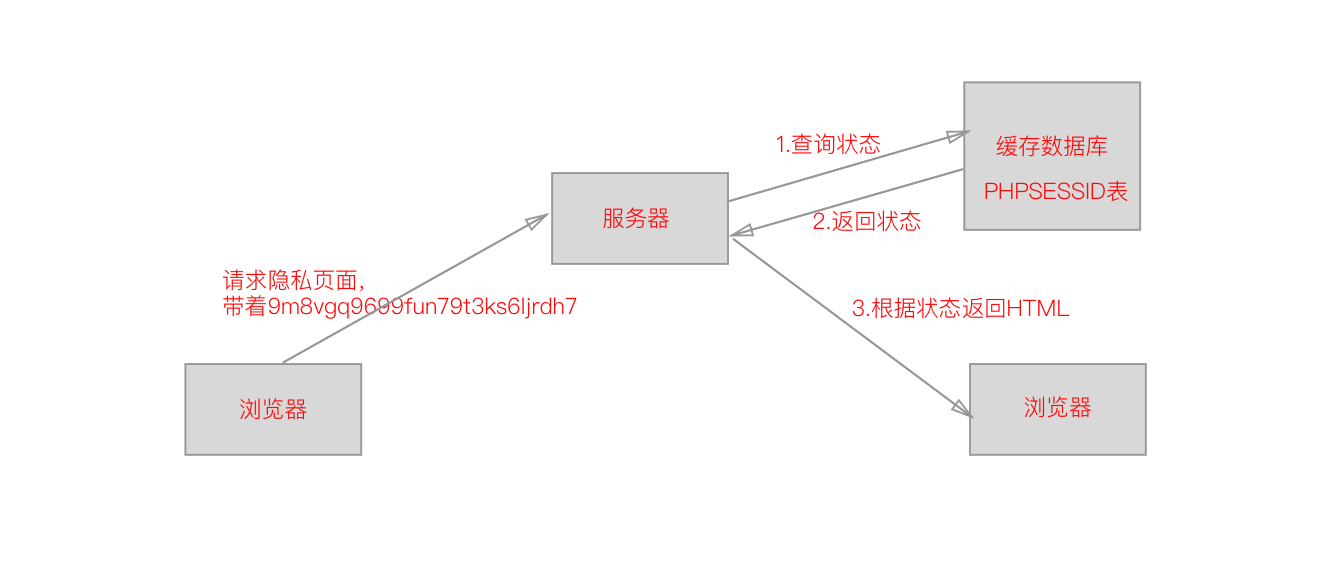 1.查询状态
缓存数据库
PHPSESSID表
服务器
2.返回状态
请求隐私页面,
带着9m8vgq9699fun79t3ks6ljrdh7
3.根据状态返回HTML
浏览器
浏览器